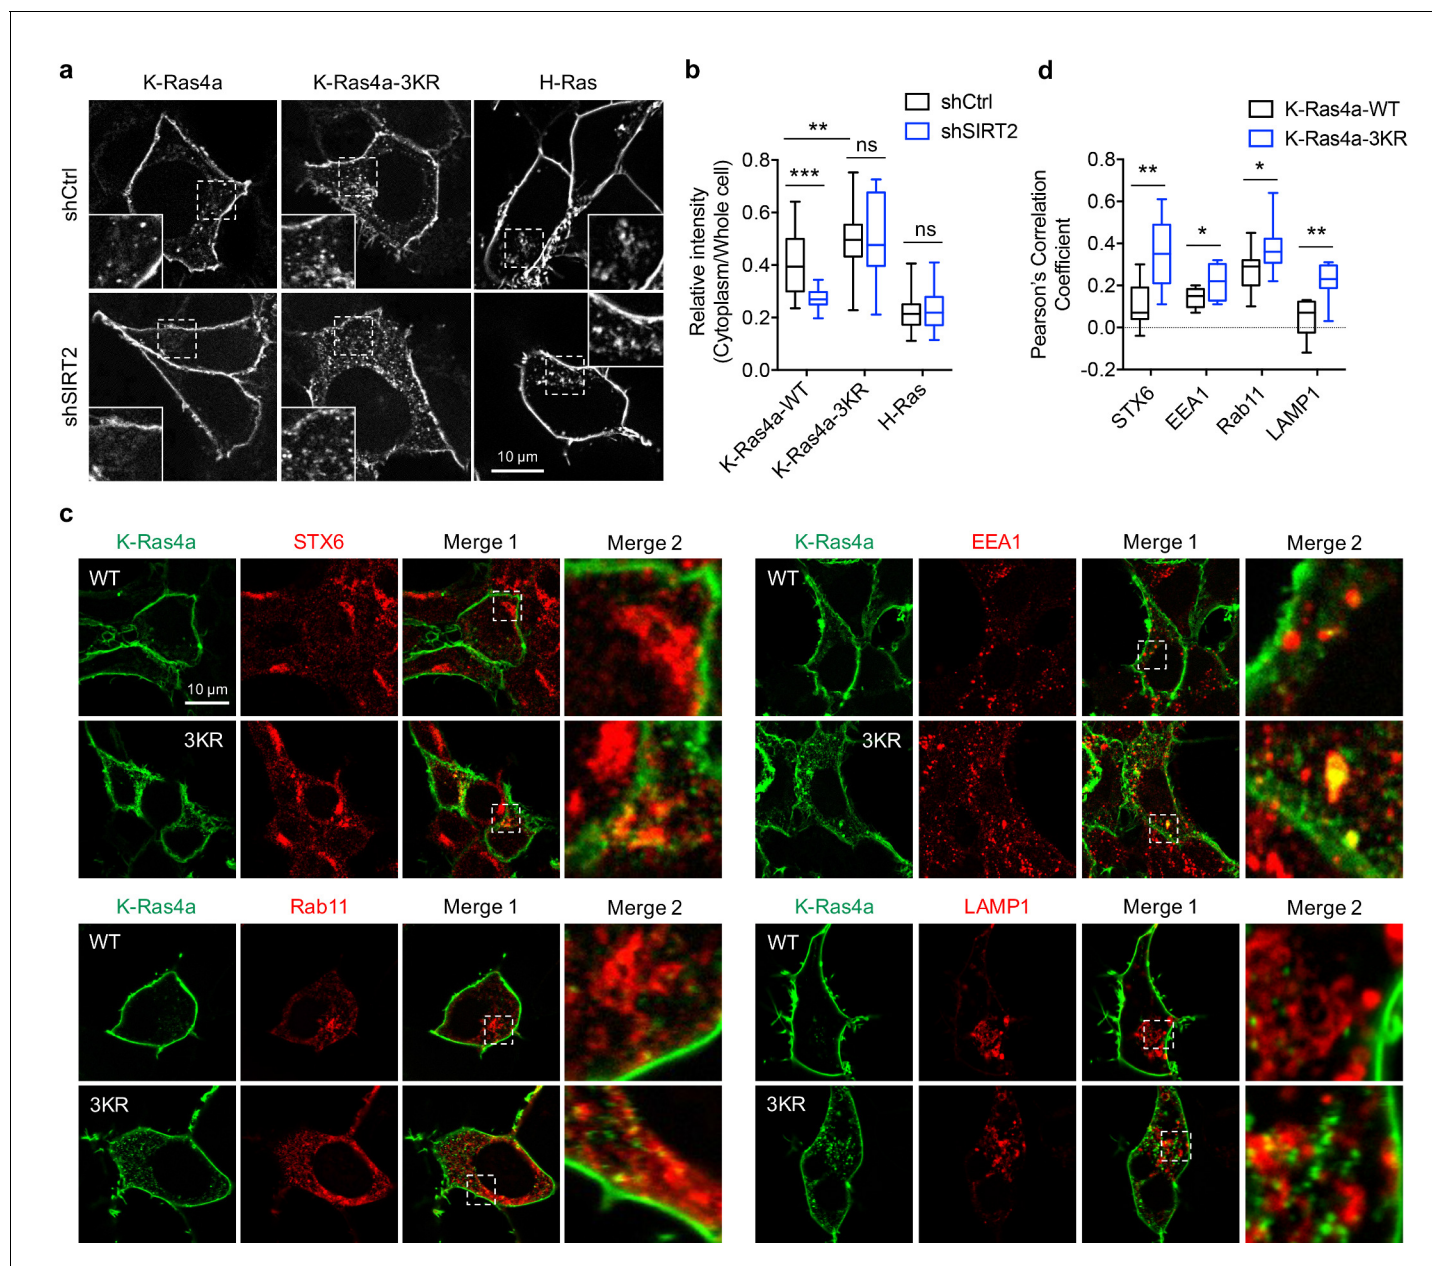 a
K-Ras4a K-Ras4a-3KR H-Ras
shCtrl
shSIRT2
10 µm
b
shCtrl
shSIRT2
** ns
***
ns
Relative intensity
(Cytoplasm/Whole cell)
0.8
0.6
0.4
0.2
0.0
K-Ras4a-WT
K-Ras4a-3KR
H-Ras
d
K-Ras4a-WT
K-Ras4a-3KR
** * * **
Pearson's Correlation
Coefficient
0.8
0.6
0.4
0.2
0.0
-0.2
STX6
EEA1
Rab11
LAMP1
c
K-Ras4a STX6 Merge 1 Merge 2
WT
10 µm
3KR
K-Ras4a EEA1 Merge 1 Merge 2
WT
3KR
K-Ras4a Rab11 Merge 1 Merge 2
WT
3KR
K-Ras4a LAMP1 Merge 1 Merge 2
WT
3KR